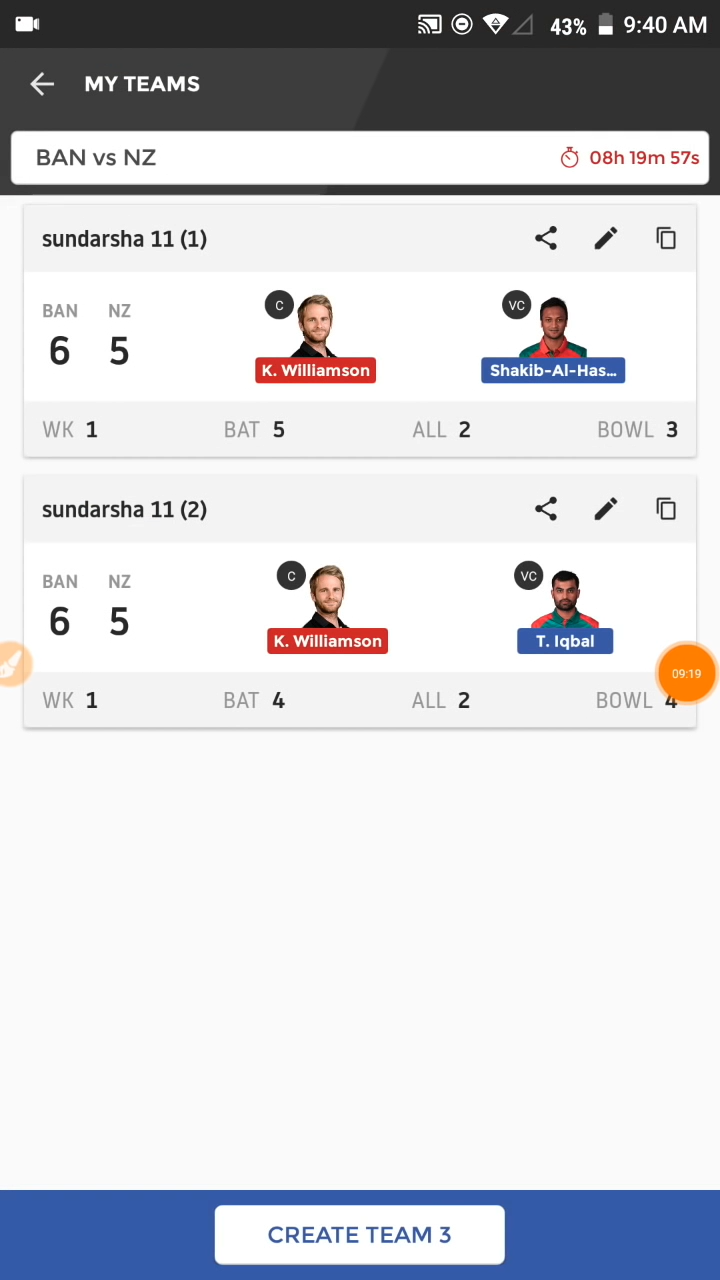 43% 9:40 AM
MY TEAMS
BAN vs NZ 08h 19m 57s
sundarsha 11 (1)
BAN NZ C VC
6 5
K. Williamson Shakib-Al-Has...
WK 1 BAT 5 ALL 2 BOWL 3
sundarsha 11 (2)
BAN NZ C VC
6 5
K. Williamson T. Iqbal
09:19
WK 1 BAT 4 ALL 2 BOWL 4
CREATE TEAM 3